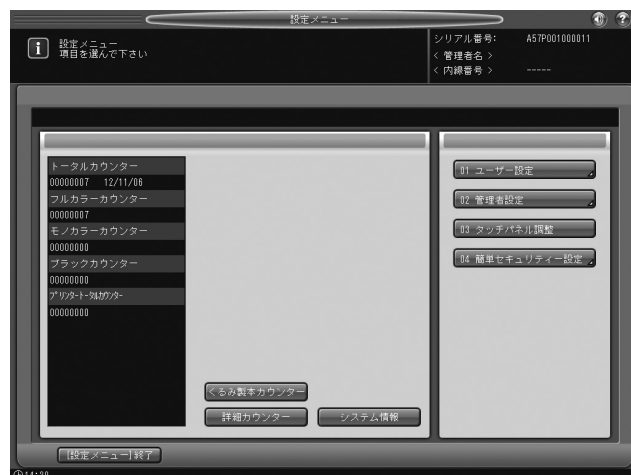 設定メニュー
設定メニュー
項目を選んで下さい
シリアル番号: A57P001000011
< 管理者名 >
< 内線番号 > -----
トータルカウンター
00000007 12/11/06
フルカラーカウンター
00000007
モノカラーカウンター
00000000
ブラックカウンター
00000000
プリンタートータルカウンター
00000000
01 ユーザー設定
02 管理者設定
03 タッチパネル調整
04 簡単セキュリティー設定
くるみ製本カウンター
詳細カウンター
システム情報
[設定メニュー]終了
14:20